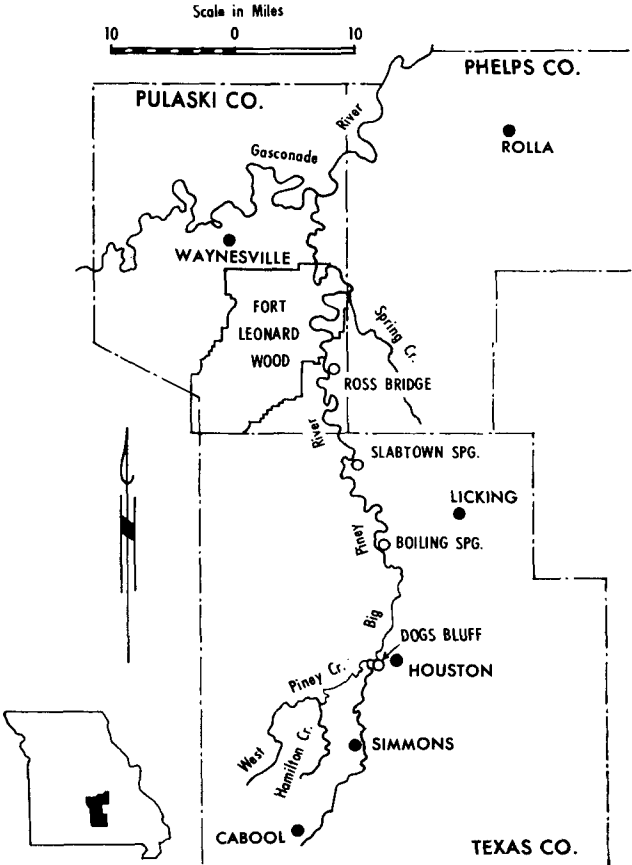 Scale in Miles
10 0 10
PHELPS CO.
PULASKI CO.
River
ROLLA
Gasconade
WAYNESVILLE
FORT
LEONARD
WOOD
Spring Cr.
ROSS BRIDGE
River
SLABTOWN SPG.
LICKING
Piney
BOILING SPG.
Big
DOGS BLUFF
HOUSTON
Piney Cr.
West
Hamilton Cr.
SIMMONS
CABOOL
TEXAS CO.